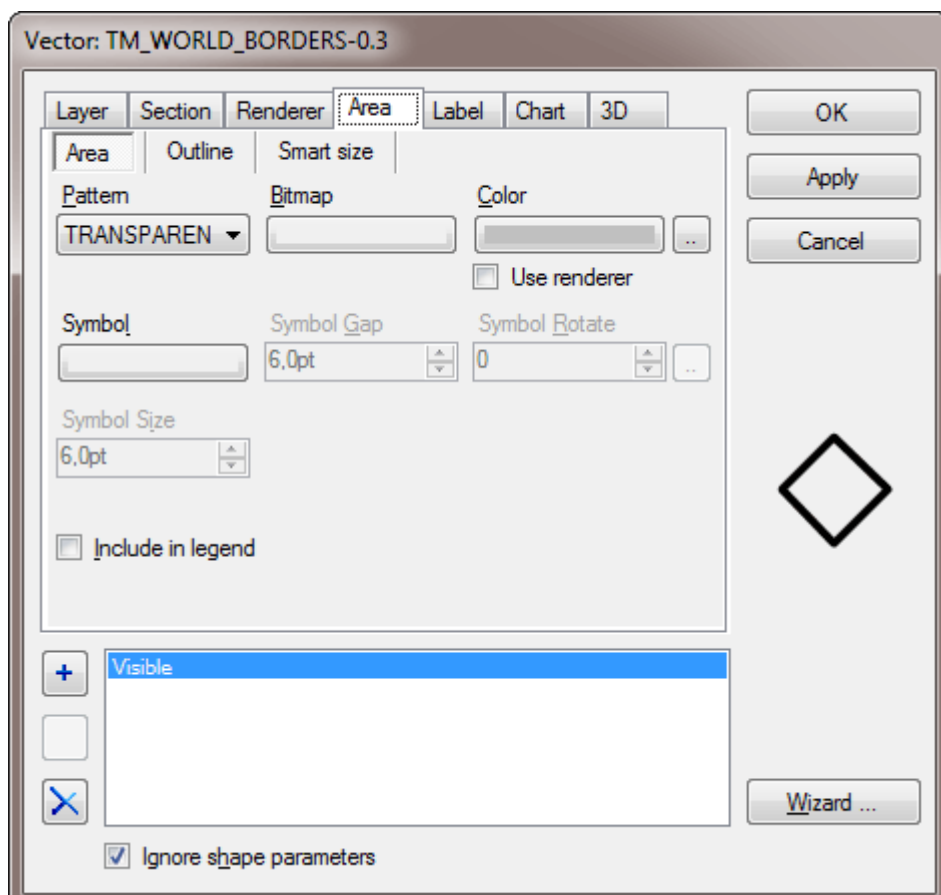 Vector: TM_WORLD_BORDERS-0.3
Layer Section Renderer Area Label Chart 3D
OK
Area Outline Smart size
Apply
Pattern Bitmap Color
TRANSPAREN ..
Cancel
Use renderer
Symbol Symbol Gap Symbol Rotate
6,0pt 0 ..
Symbol Size
6,0pt
Include in legend
+ Visible
Wizard ...
Ignore shape parameters